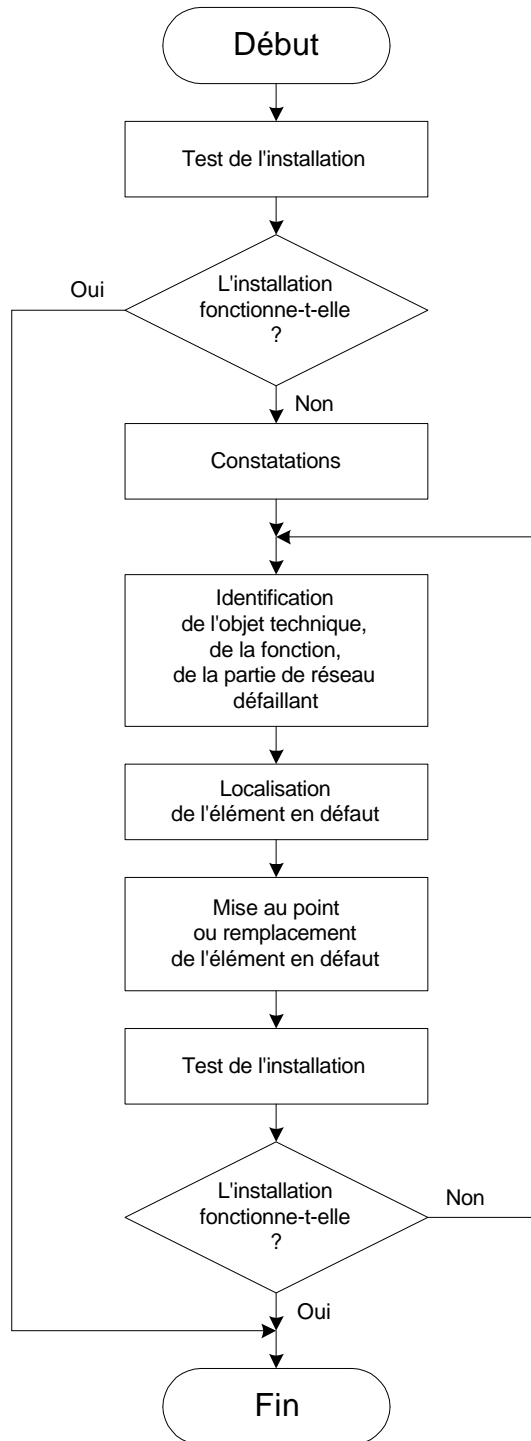 Début
Test de l'installation
L'installation
fonctionne-t-elle
?
Oui
Non
Constatations
Identification
de l'objet technique,
de la fonction,
de la partie de réseau
défaillant
Localisation
de l'élément en défaut
Mise au point
ou remplacement
de l'élément en défaut
Test de l'installation
L'installation
fonctionne-t-elle
?
Non
Oui
Fin